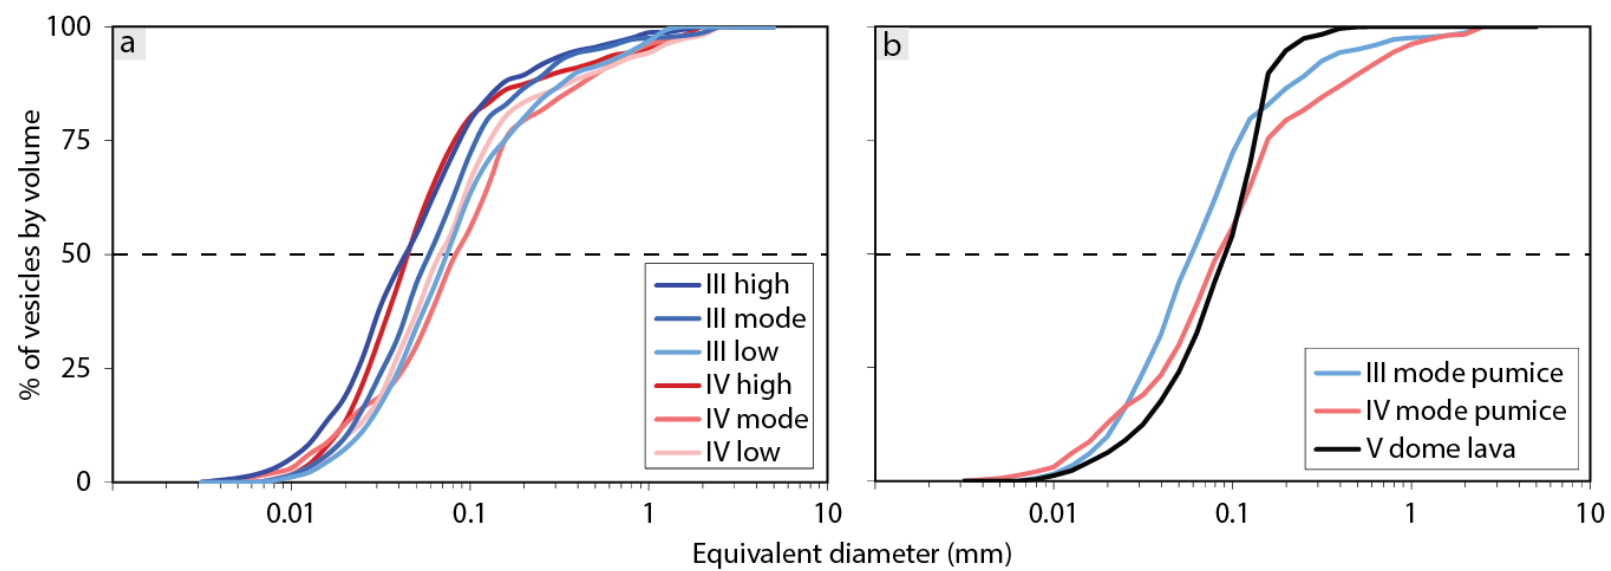 a
b
100
75
50
25
0
% of vesicles by volume
III high
III mode
III low
IV high
IV mode
IV low
III mode pumice
IV mode pumice
V dome lava
0.01 0.1 1 10
0.01 0.1 1 10
Equivalent diameter (mm)